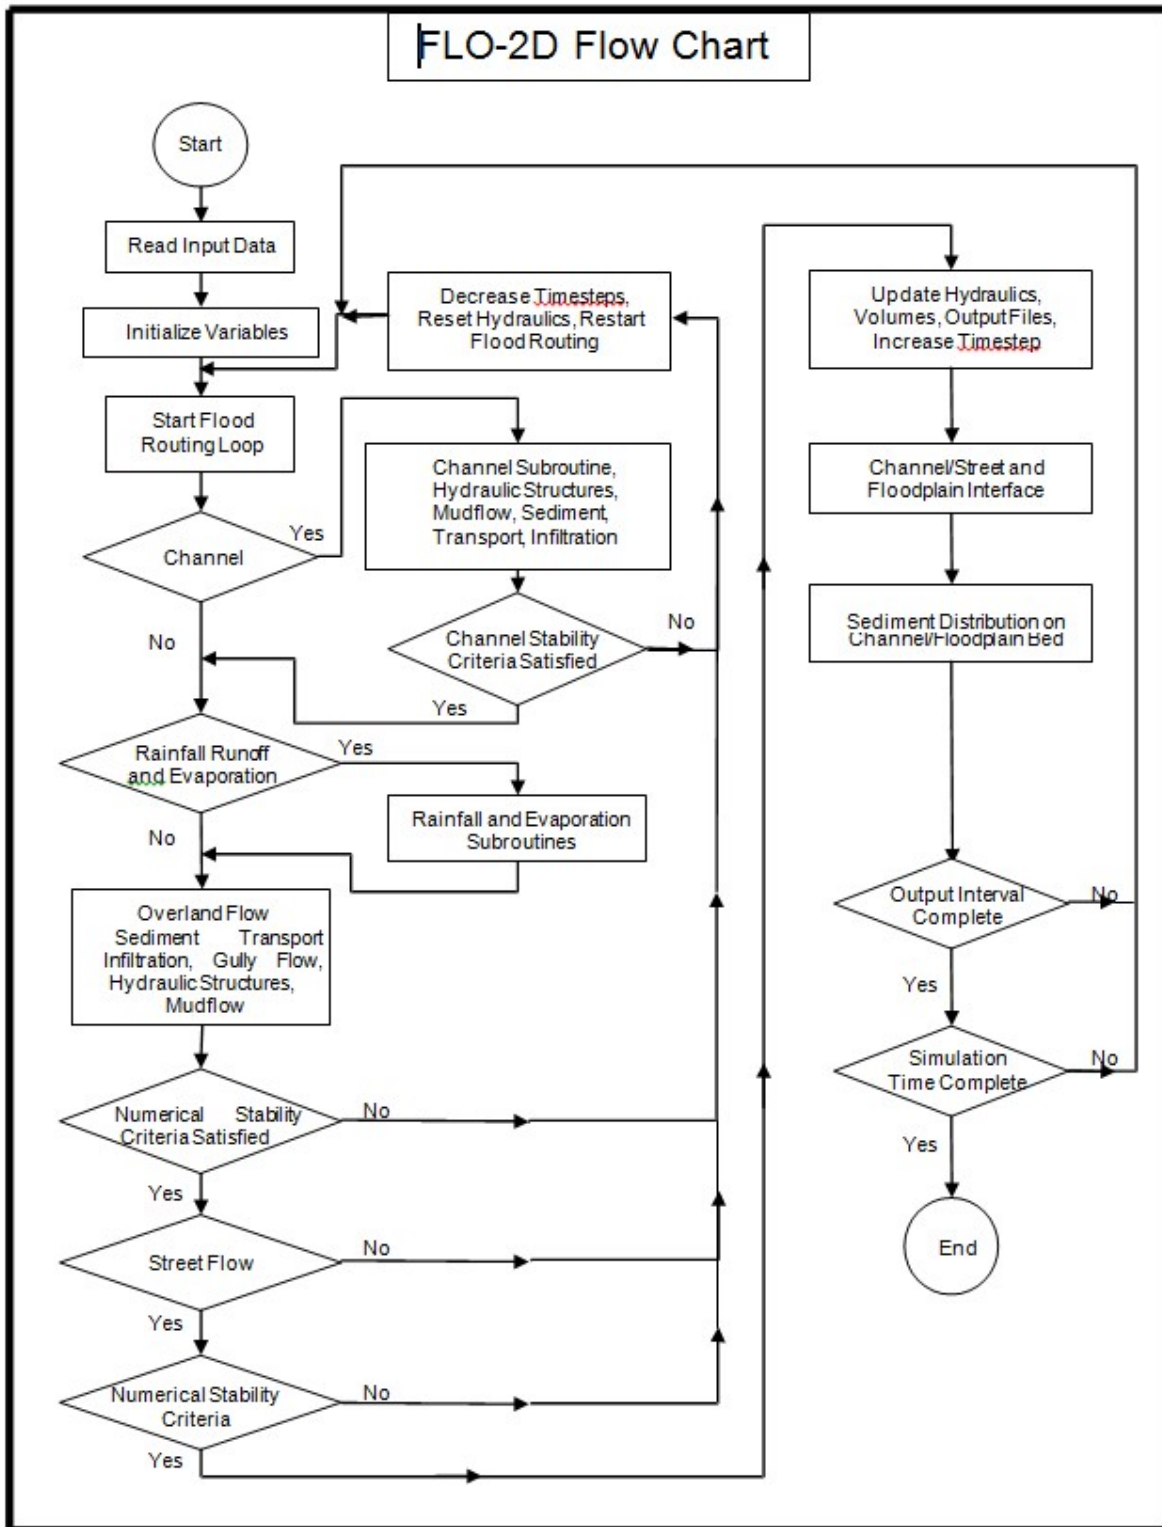 FLO-2D Flow Chart
Start
Read Input Data
Initialize Variables
Decrease Timesteps,
Reset Hydraulics, Restart
Flood Routing
Start Flood
Routing Loop
Channel
Yes
No
Channel Subroutine,
Hydraulic Structures,
Mudflow, Sediment,
Transport, Infiltration
Channel Stability
Criteria Satisfied
No
Yes
Rainfall Runoff
and Evaporation
Yes
No
Rainfall and Evaporation
Subroutines
Overland Flow
Sediment Transport
Infiltration, Gully Flow,
Hydraulic Structures,
Mudflow
Numerical Stability
Criteria Satisfied
No
Yes
Street Flow
No
Yes
Numerical Stability
Criteria
No
Yes
Update Hydraulics,
Volumes, Output Files,
Increase Timestep
Channel/Street and
Floodplain Interface
Sediment Distribution on
Channel/Floodplain Bed
Output Interval
Complete
No
Yes
Simulation
Time Complete
No
Yes
End